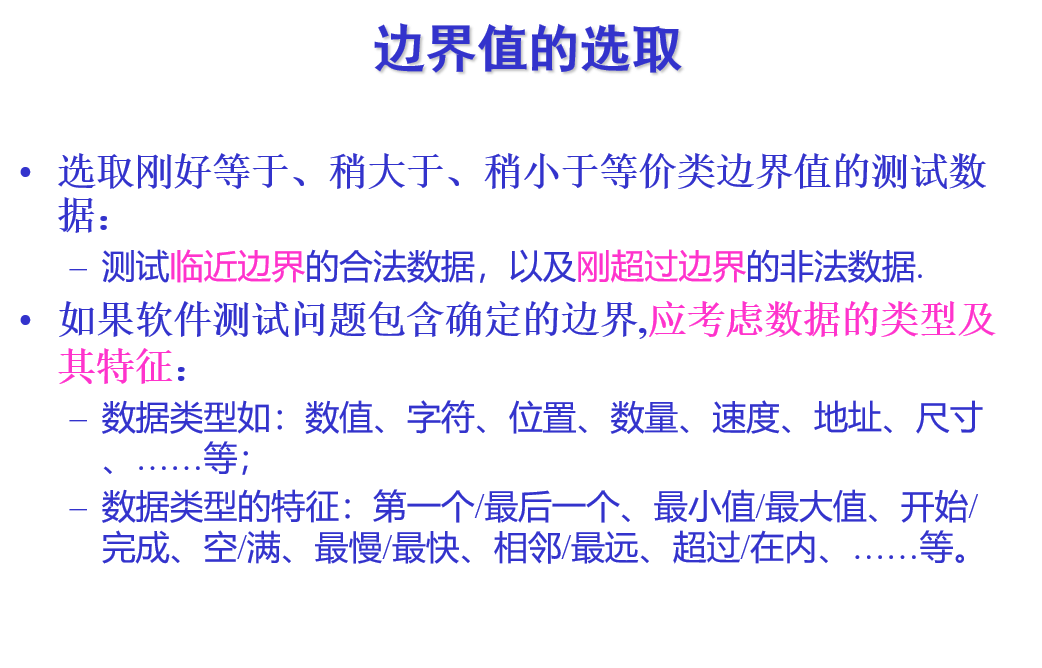 边界值的选取
• 选取刚好等于、稍大于、稍小于等价类边界值的测试数
据：
– 测试临近边界的合法数据，以及刚超过边界的非法数据.
• 如果软件测试问题包含确定的边界,应考虑数据的类型及
其特征：
– 数据类型如：数值、字符、位置、数量、速度、地址、尺寸
、……等；
– 数据类型的特征：第一个/最后一个、最小值/最大值、开始/
完成、空/满、最慢/最快、相邻/最远、超过/在内、……等。